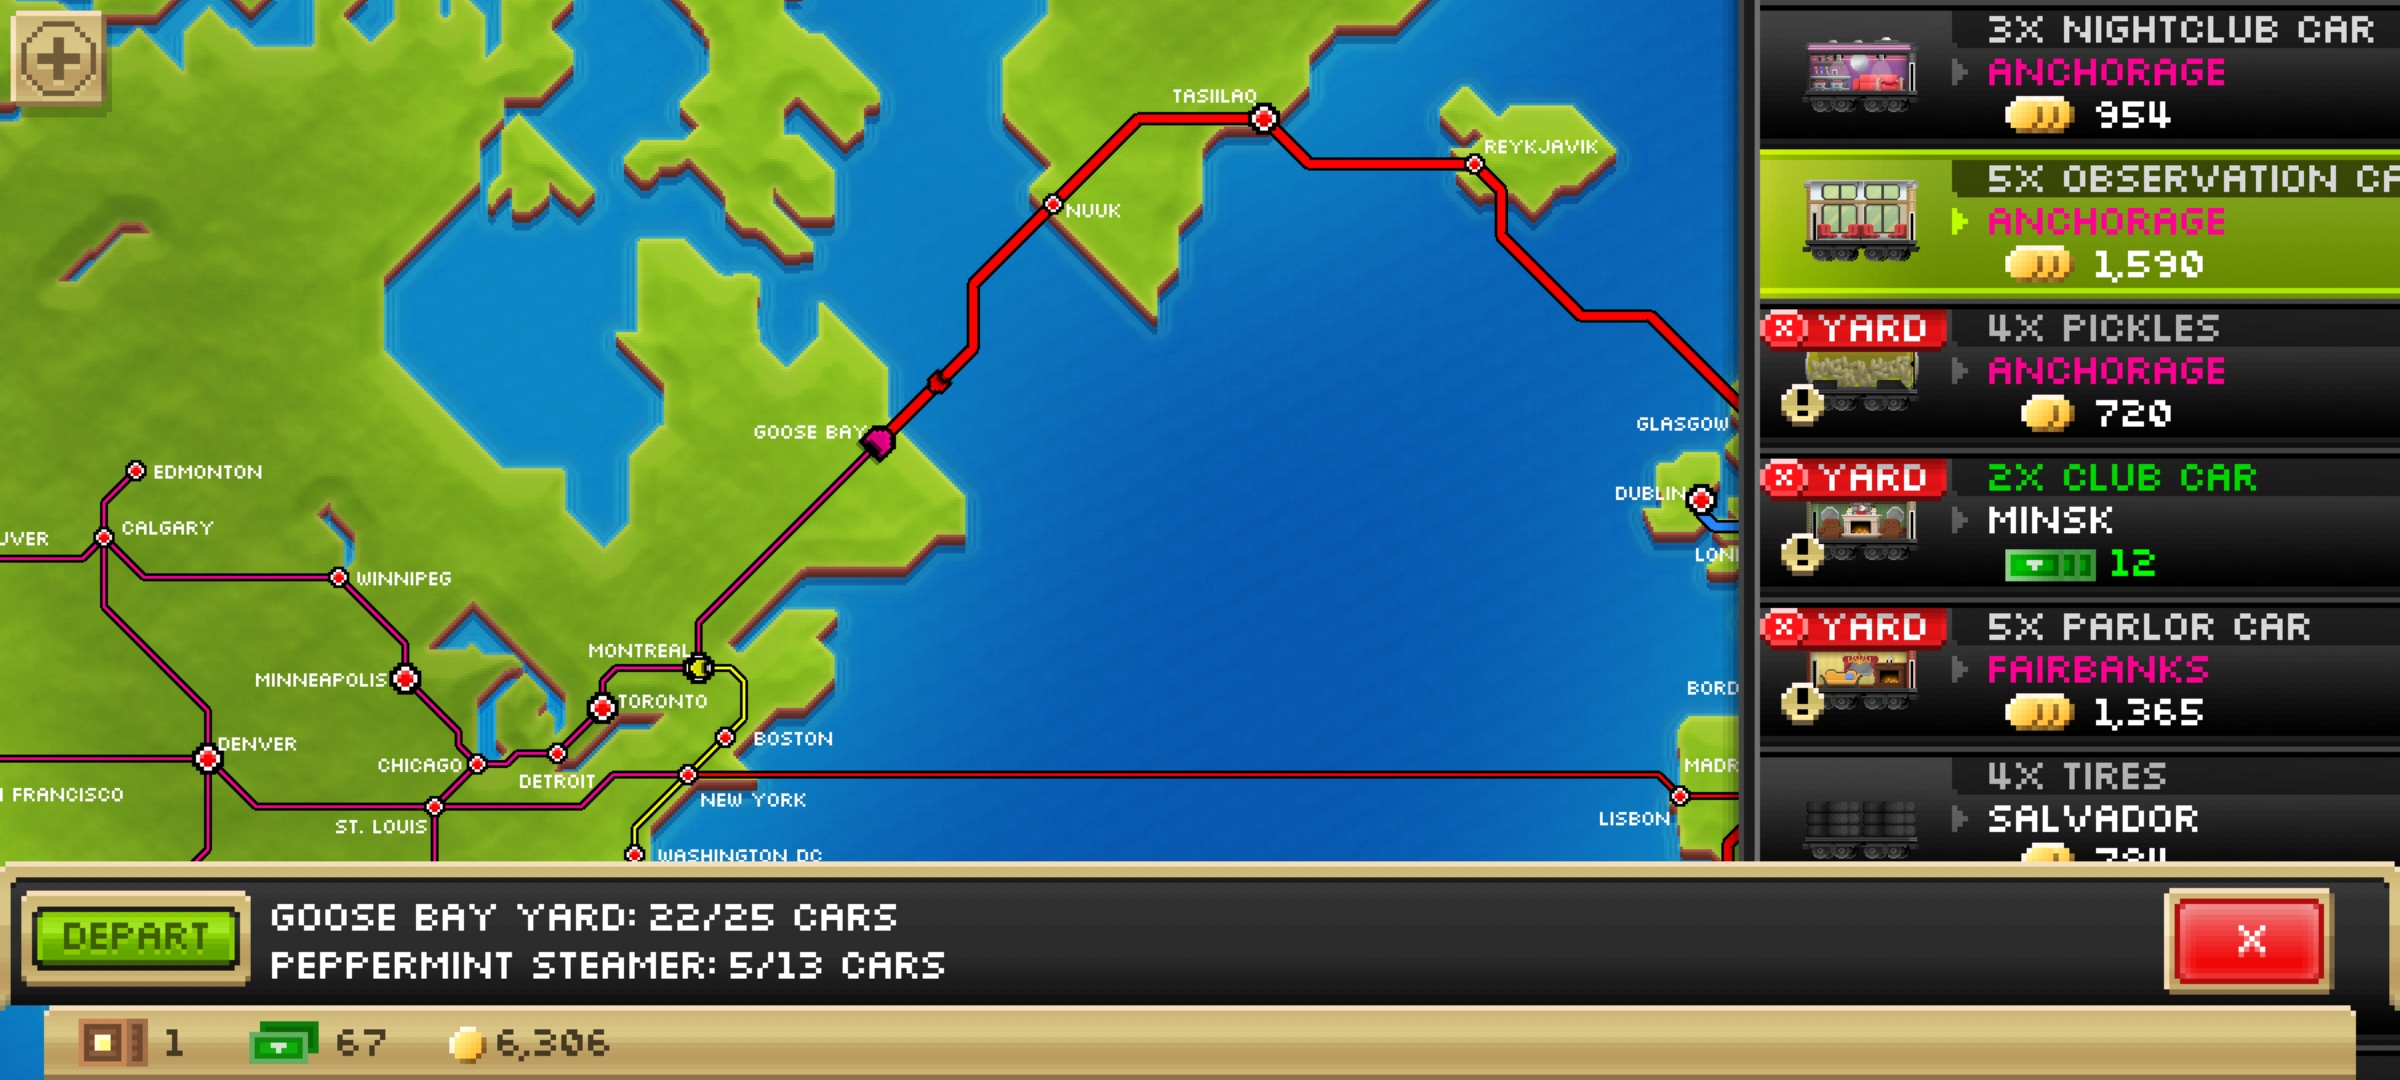 3X NIGHTCLUB CAR
ANCHORAGE
954
5X OBSERVATION CA
ANCHORAGE
1,590
YARD
4X PICKLES
ANCHORAGE
720
YARD
2X CLUB CAR
MINSK
12
YARD
5X PARLOR CAR
FAIRBANKS
1,365
4X TIRES
SALVADOR
TASIILAQ
REYKJAVIK
NUUK
GOOSE BAY
GLASGOW
EDMONTON
DUBLIN
CALGARY
UVER
LON
WINNIPEG
MONTREAL
MINNEAPOLIS
BORD
TORONTO
DENVER
BOSTON
CHICAGO
MADR
DETROIT
FRANCISCO
NEW YORK
LISBON
ST. LOUIS
WASHINGTON DC
DEPART
GOOSE BAY YARD: 22/25 CARS
PEPPERMINT STEAMER: 5/13 CARS
X
1
67
6,306